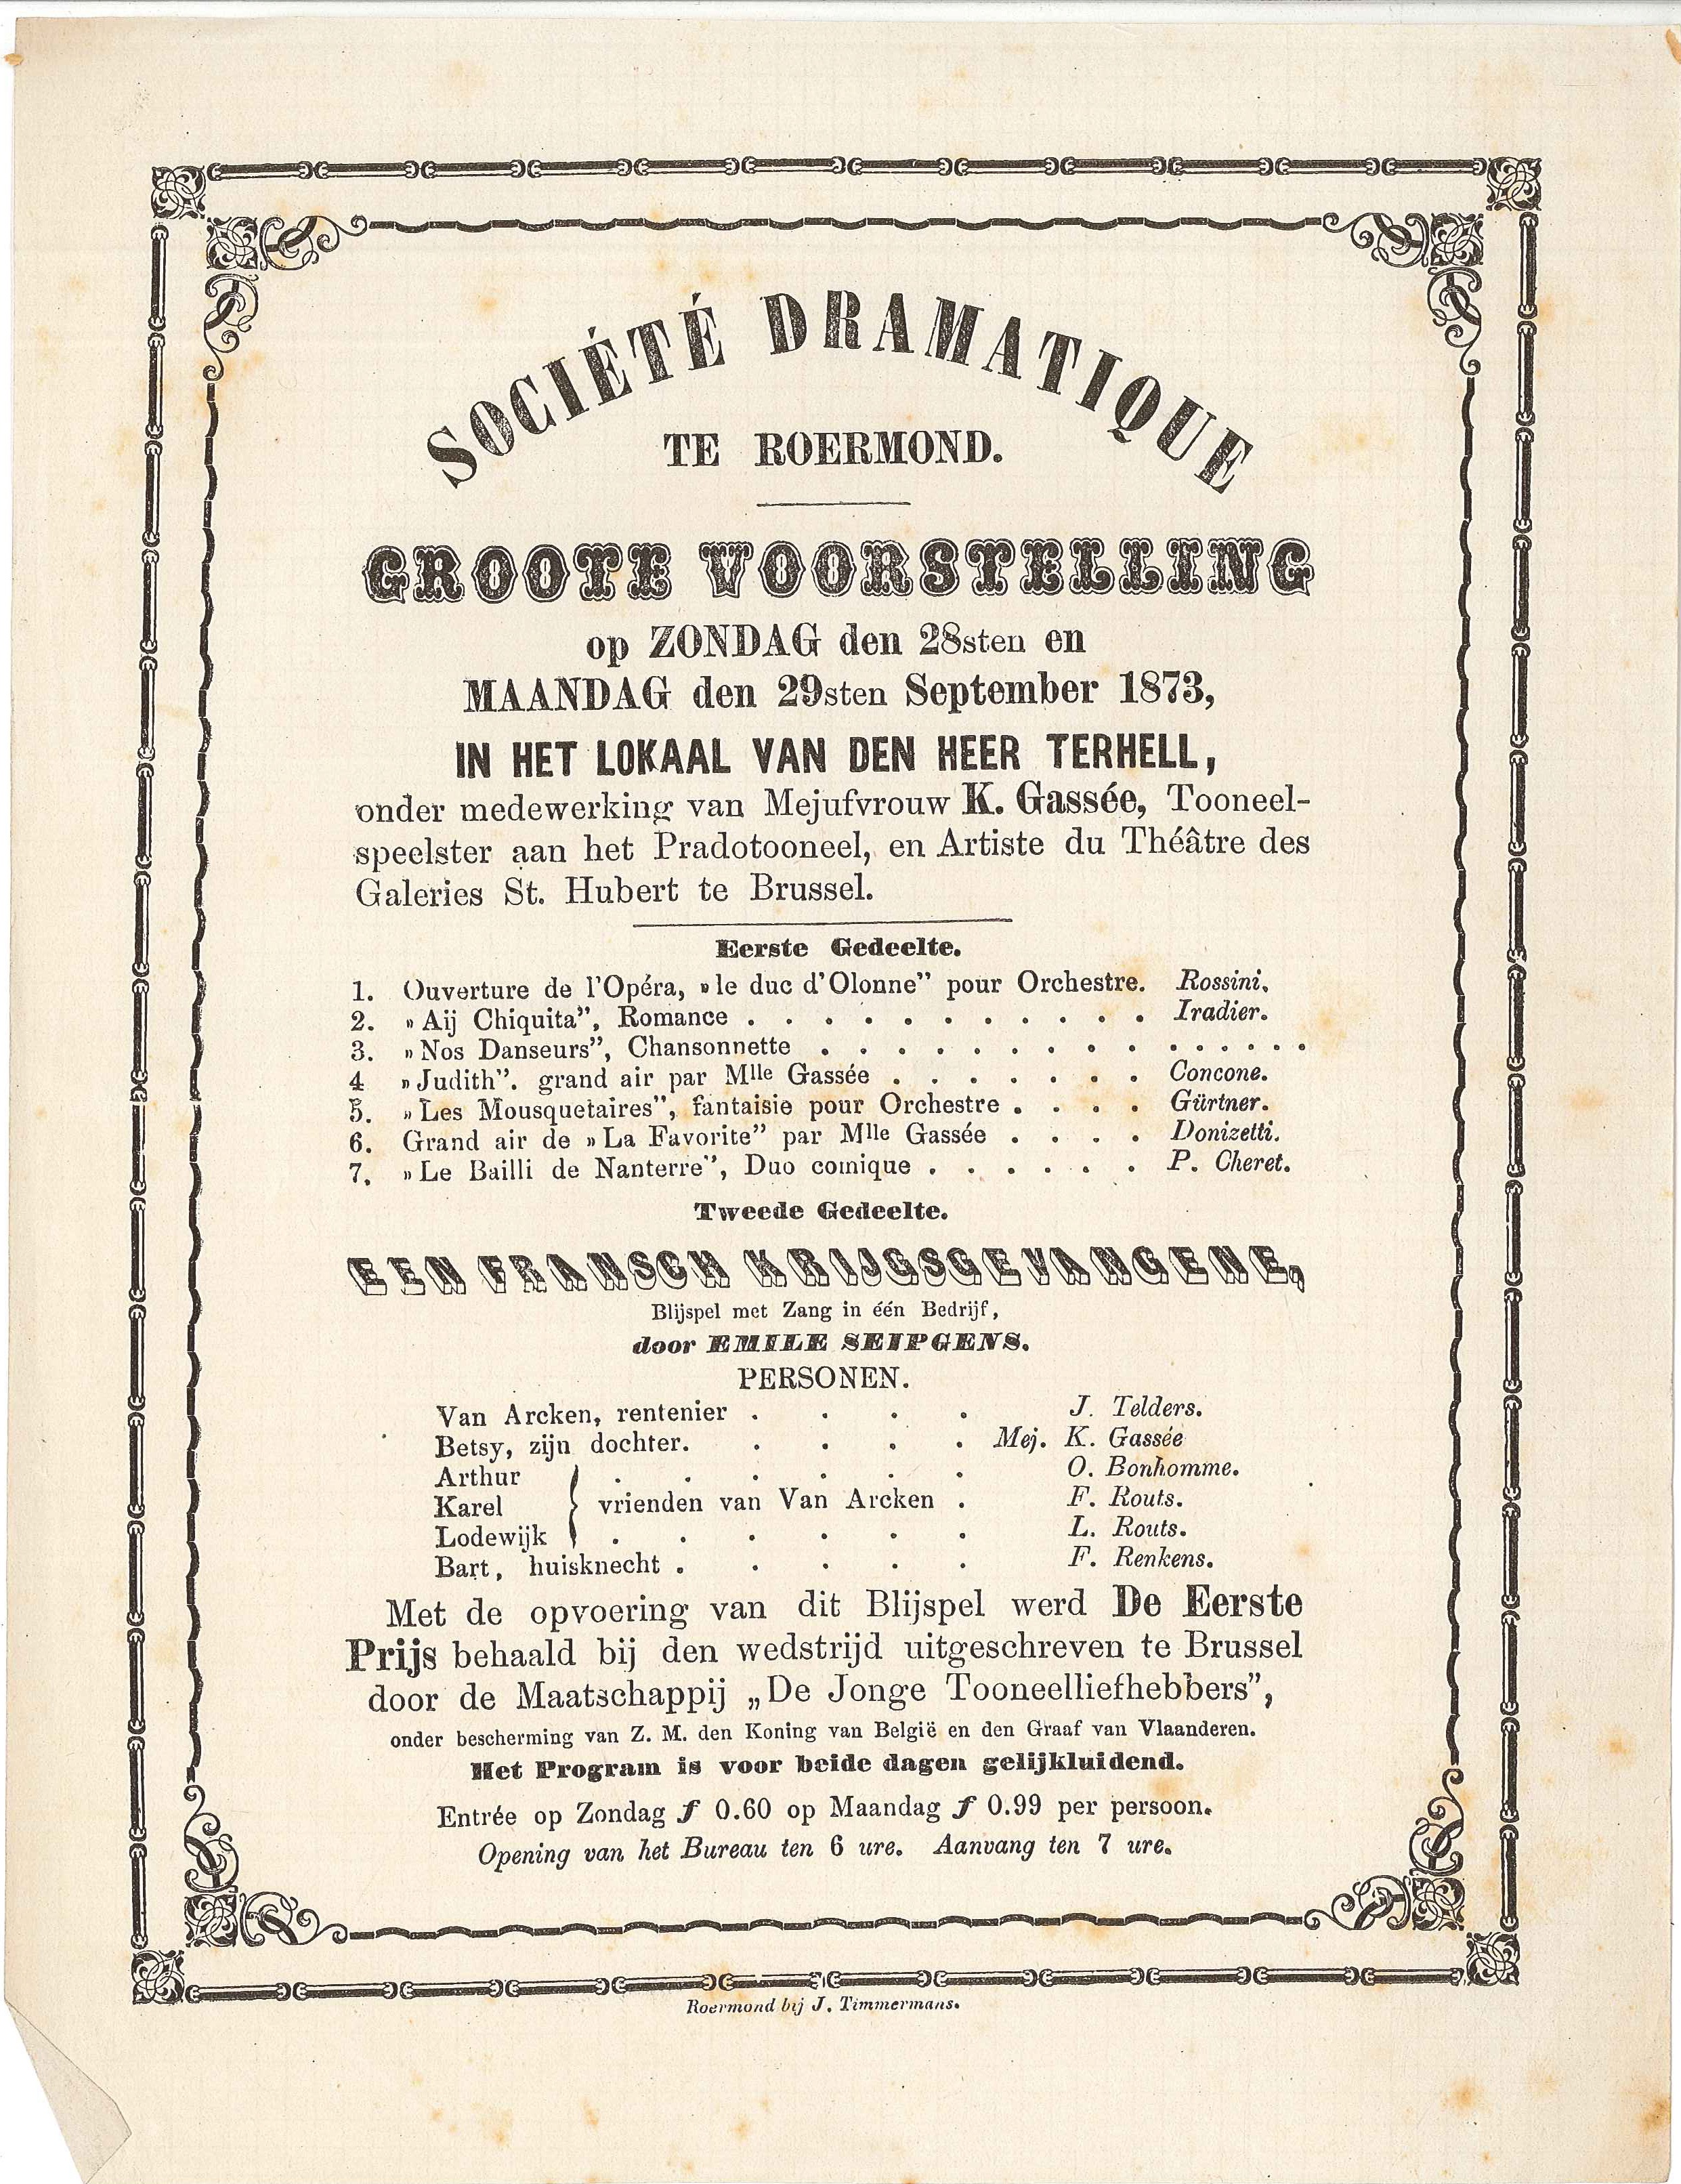 SOCIÉTÉ DRAMATIQUE
TE ROERMOND.
GROOTE VOORSTELLING
op ZONDAG den 28sten en
MAANDAG den 29sten September 1873,
IN HET LOKAAL VAN DEN HEER TERHELL,
onder medewerking van Mejufvrouw K. Gassée, Tooneel-
speelster aan het Pradotooneel, en Artiste du Théâtre des
Galeries St. Hubert te Brussel.
Eerste Gedeelte.
1. Ouverture de l'Opéra, »le duc d'Olonne” pour Orchestre. Rossini.
2. »Aij Chiquita”, Romance . . . . . . . . . . . Iradier.
3. »Nos Danseurs”, Chansonnette . . . . . . . . . . . . . . .
4 »Judith”. grand air par Mlle Gassée . . . . . . . Concone.
5. »Les Mousquetaires”, fantaisie pour Orchestre . . . . Gürtner.
6. Grand air de »La Favorite” par Mlle Gassée . . . . Donizetti.
7. »Le Bailli de Nanterre”, Duo comique . . . . . . P. Cheret.
Tweede Gedeelte.
EEN FRANSCH KRIJGSGEVANGENE,
Blijspel met Zang in één Bedrijf,
door EMILE SEIPGENS.
PERSONEN.
Van Arcken, rentenier . . . . J. Telders.
Betsy, zijn dochter. . . . . Mej. K. Gassée
Arthur . . . . . . O. Bonhomme.
Karel } vrienden van Van Arcken . F. Routs.
Lodewijk . . . . . . L. Routs.
Bart, huisknecht . . . . . F. Renkens.
Met de opvoering van dit Blijspel werd De Eerste
Prijs behaald bij den wedstrijd uitgeschreven te Brussel
door de Maatschappij „De Jonge Tooneelliefhebbers”,
onder bescherming van Z. M. den Koning van België en den Graaf van Vlaanderen.
Het Program is voor beide dagen gelijkluidend.
Entrée op Zondag ƒ 0.60 op Maandag ƒ 0.99 per persoon.
Opening van het Bureau ten 6 ure. Aanvang ten 7 ure.
Roermond bij J. Timmermans.